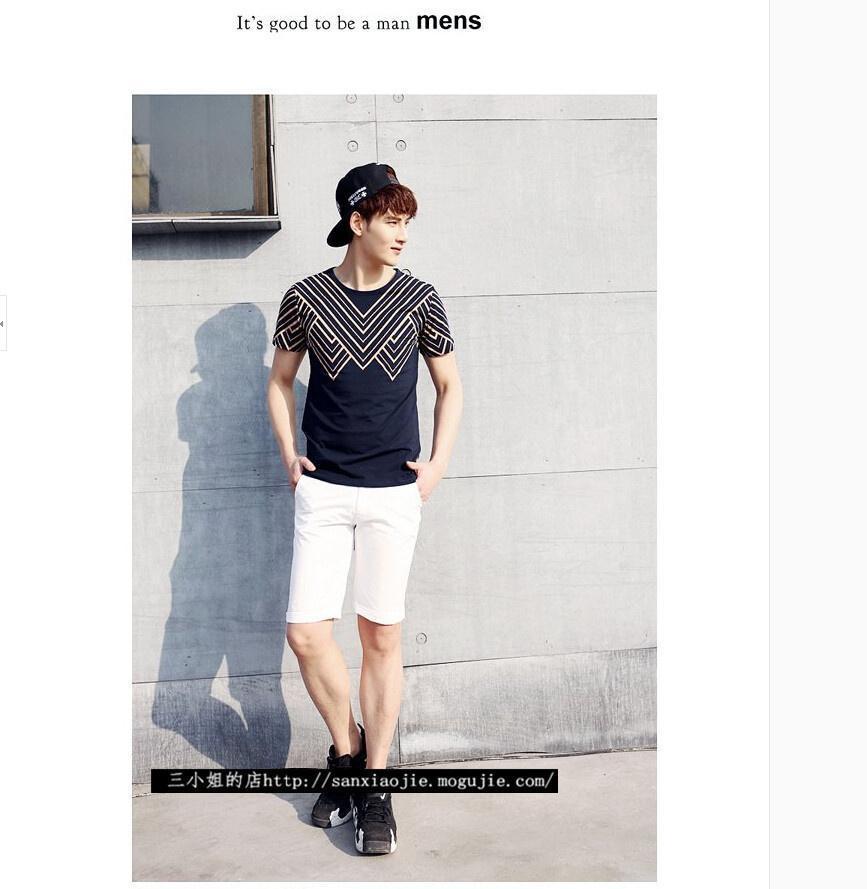 It's good to be a man mens
三小姐的店http://sanxiaojie.mogujie.com/